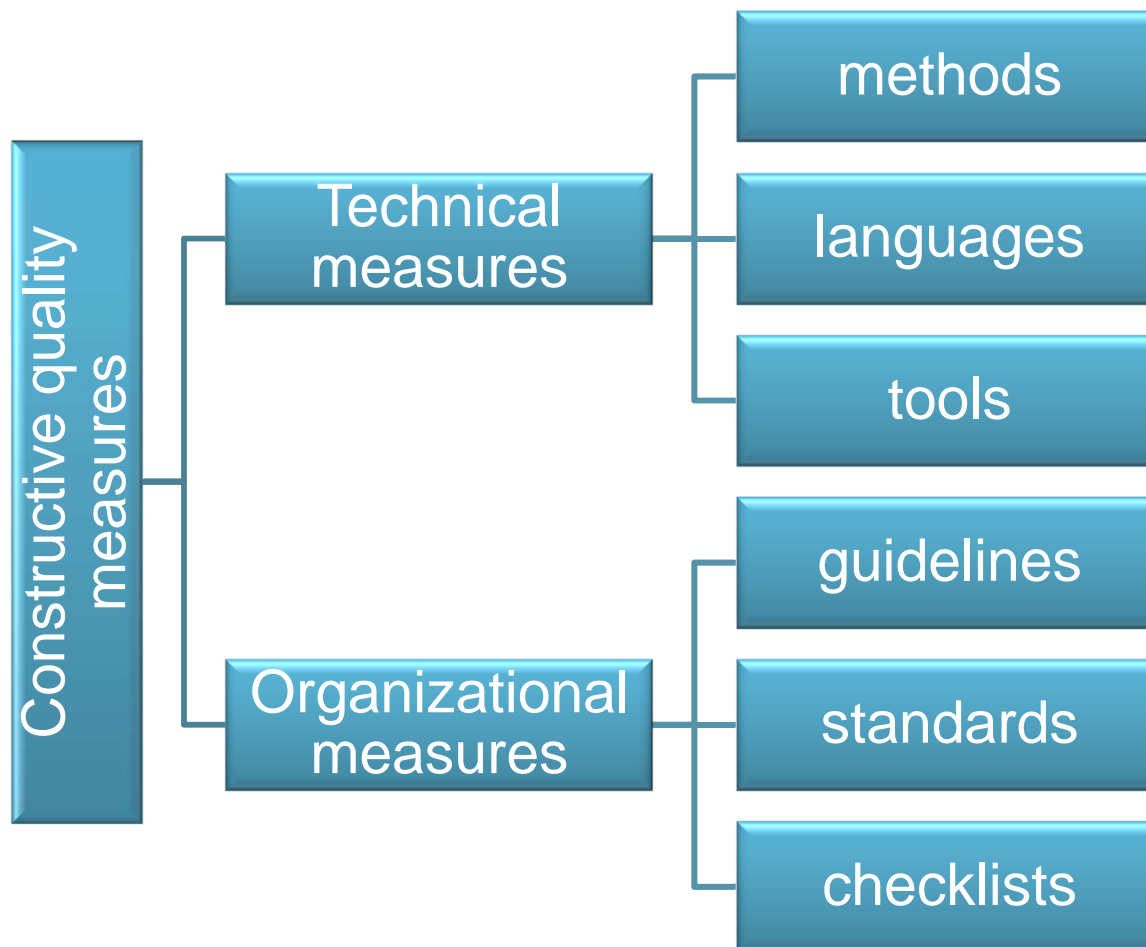 Constructive quality
measures
Technical
measures
methods
languages
tools
Organizational
measures
guidelines
standards
checklists